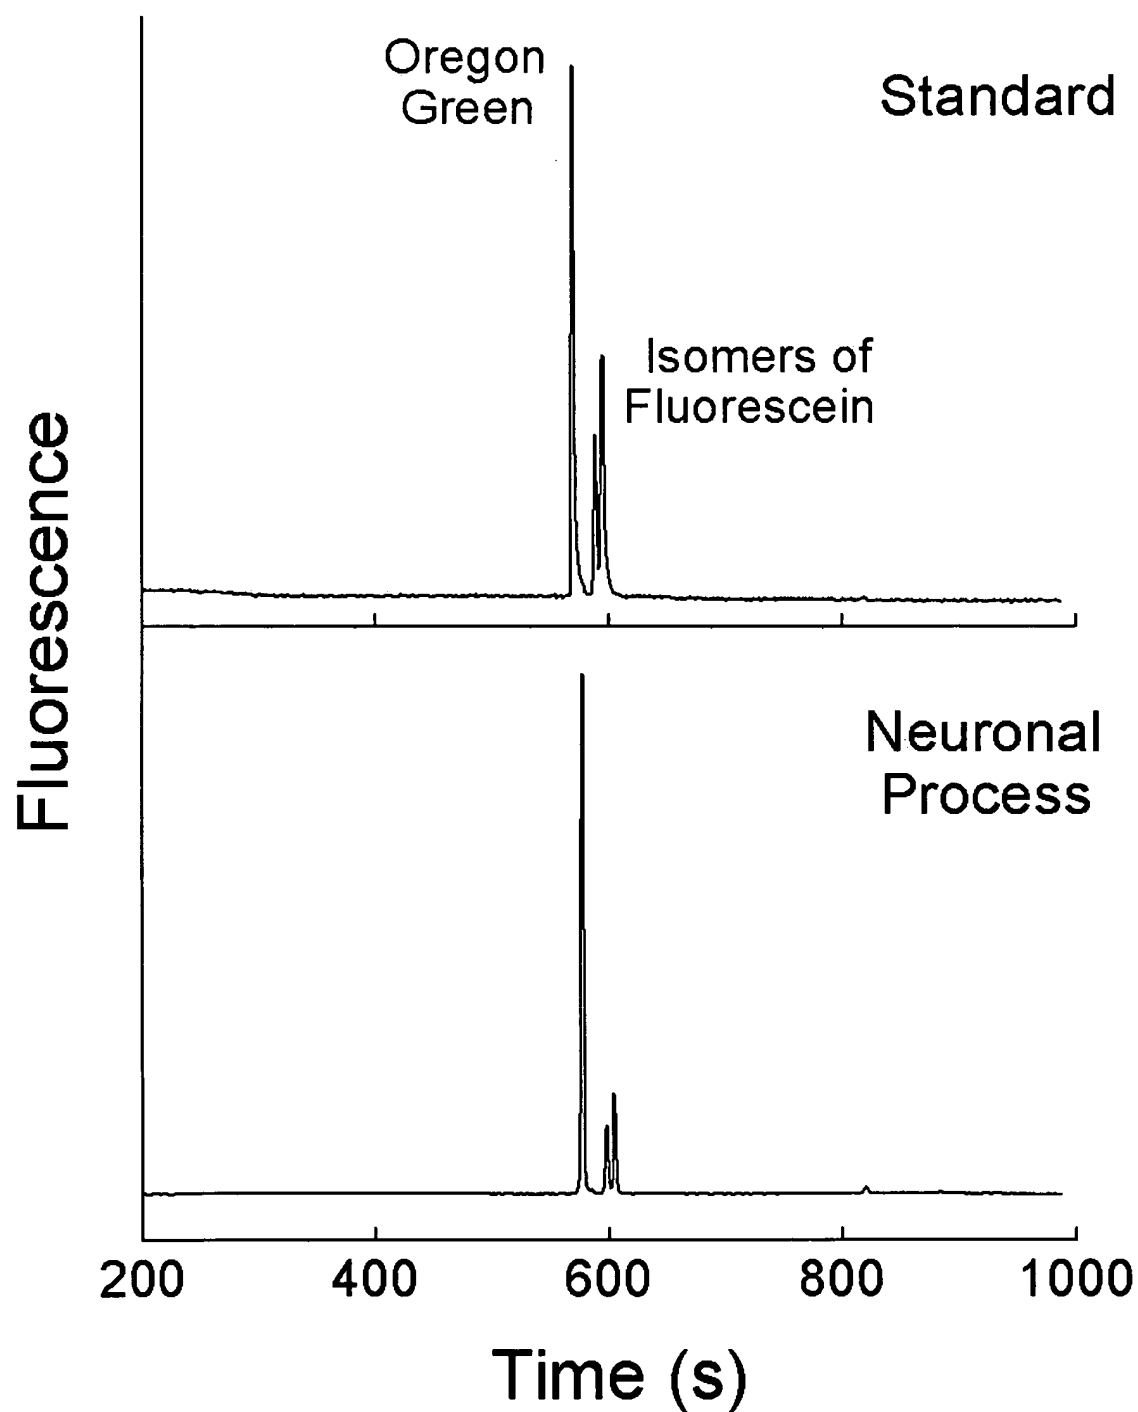 Oregon
Green
Standard
Isomers of
Fluorescein
Fluorescence
Neuronal
Process
200 400 600 800 1000
Time (s)